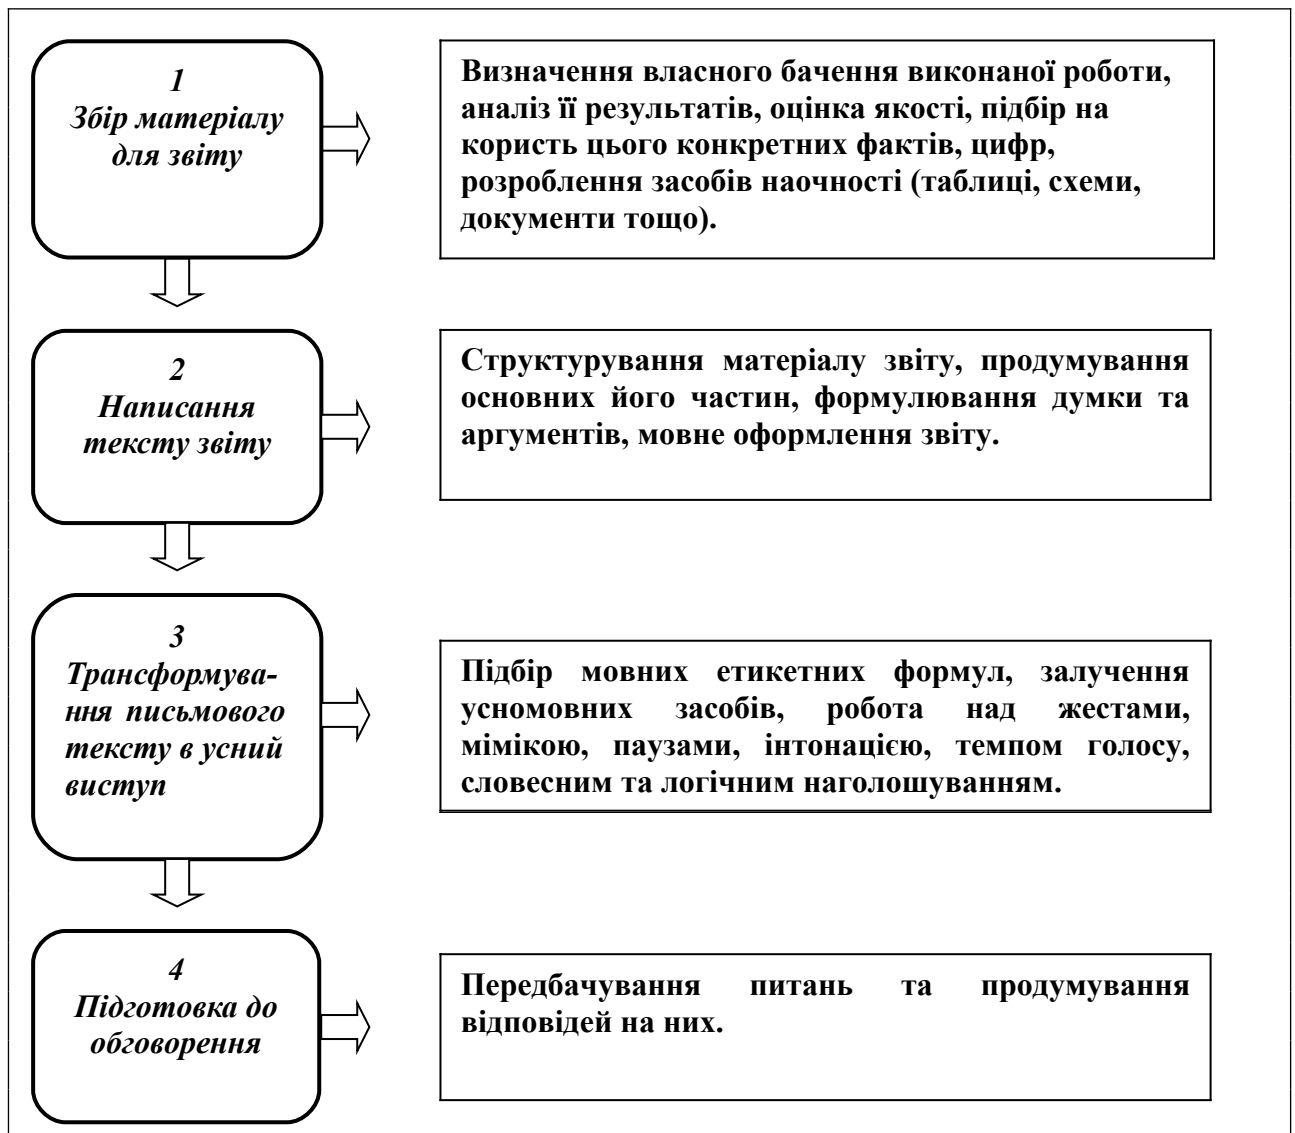 1
Збір матеріалу
для звіту
Визначення власного бачення виконаної роботи,
аналіз її результатів, оцінка якості, підбір на
користь цього конкретних фактів, цифр,
розроблення засобів наочності (таблиці, схеми,
документи тощо).
2
Написання
тексту звіту
Структурування матеріалу звіту, продумування
основних його частин, формулювання думки та
аргументів, мовне оформлення звіту.
3
Трансформува-
ння письмового
тексту в усний
виступ
Підбір мовних етикетних формул, залучення
усномовних засобів, робота над жестами,
мімікою, паузами, інтонацією, темпом голосу,
словесним та логічним наголошуванням.
4
Підготовка до
обговорення
Передбачування питань та продумування
відповідей на них.